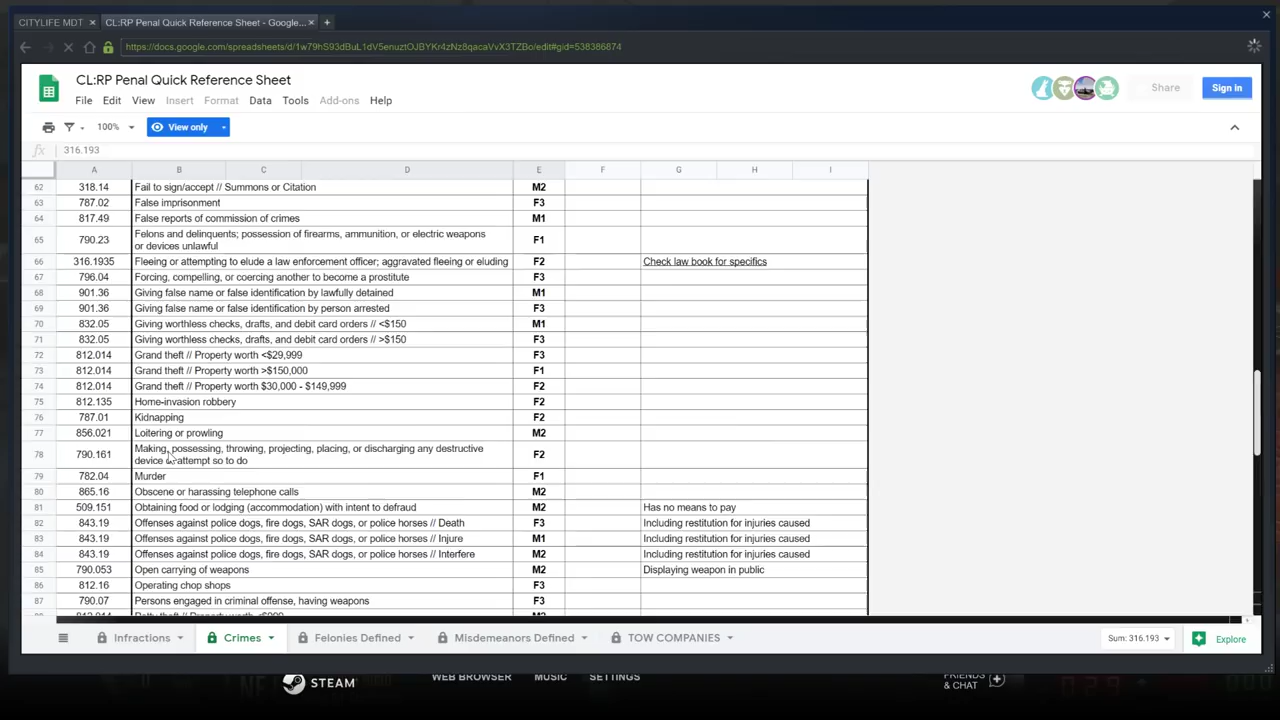 CITYLIFE MDT × CL:RP Penal Quick Reference Sheet - Google... × +
https://docs.google.com/spreadsheets/d/1w79hS93dBuL1dV5enuztOJBYKr4zNz8qacaVvX3TZBo/edit#gid=538386674
CL:RP Penal Quick Reference Sheet
Share Sign in
File Edit View Insert Format Data Tools Add-ons Help
100% View only
fx 316.193
A B C D E F G H I
62 318.14 Fail to sign/accept // Summons or Citation M2
63 787.02 False imprisonment F3
64 817.49 False reports of commission of crimes M1
65 790.23 Felons and delinquents; possession of firearms, ammunition, or electric weapons F1
or devices unlawful
66 316.1935 Fleeing or attempting to elude a law enforcement officer; aggravated fleeing or eluding F2 Check law book for specifics
67 796.04 Forcing, compelling, or coercing another to become a prostitute F3
68 901.36 Giving false name or false identification by lawfully detained M1
69 901.36 Giving false name or false identification by person arrested F3
70 832.05 Giving worthless checks, drafts, and debit card orders // <$150 M1
71 832.05 Giving worthless checks, drafts, and debit card orders // >$150 F3
72 812.014 Grand theft // Property worth <$29,999 F3
73 812.014 Grand theft // Property worth >$150,000 F1
74 812.014 Grand theft // Property worth $30,000 - $149,999 F2
75 812.135 Home-invasion robbery F2
76 787.01 Kidnapping F2
77 856.021 Loitering or prowling M2
78 790.161 Making, possessing, throwing, projecting, placing, or discharging any destructive F2
device or attempt so to do
79 782.04 Murder F1
80 865.16 Obscene or harassing telephone calls M2
81 509.151 Obtaining food or lodging (accommodation) with intent to defraud M2 Has no means to pay
82 843.19 Offenses against police dogs, fire dogs, SAR dogs, or police horses // Death F3 Including restitution for injuries caused
83 843.19 Offenses against police dogs, fire dogs, SAR dogs, or police horses // Injure M1 Including restitution for injuries caused
84 843.19 Offenses against police dogs, fire dogs, SAR dogs, or police horses // Interfere M2 Including restitution for injuries caused
85 790.053 Open carrying of weapons M2 Displaying weapon in public
86 812.16 Operating chop shops F3
87 790.07 Persons engaged in criminal offense, having weapons F3
Infractions Crimes Felonies Defined Misdemeanors Defined TOW COMPANIES Sum: 316.193 Explore
STEAM WEB BROWSER MUSIC SETTINGS FRIENDS
& CHAT